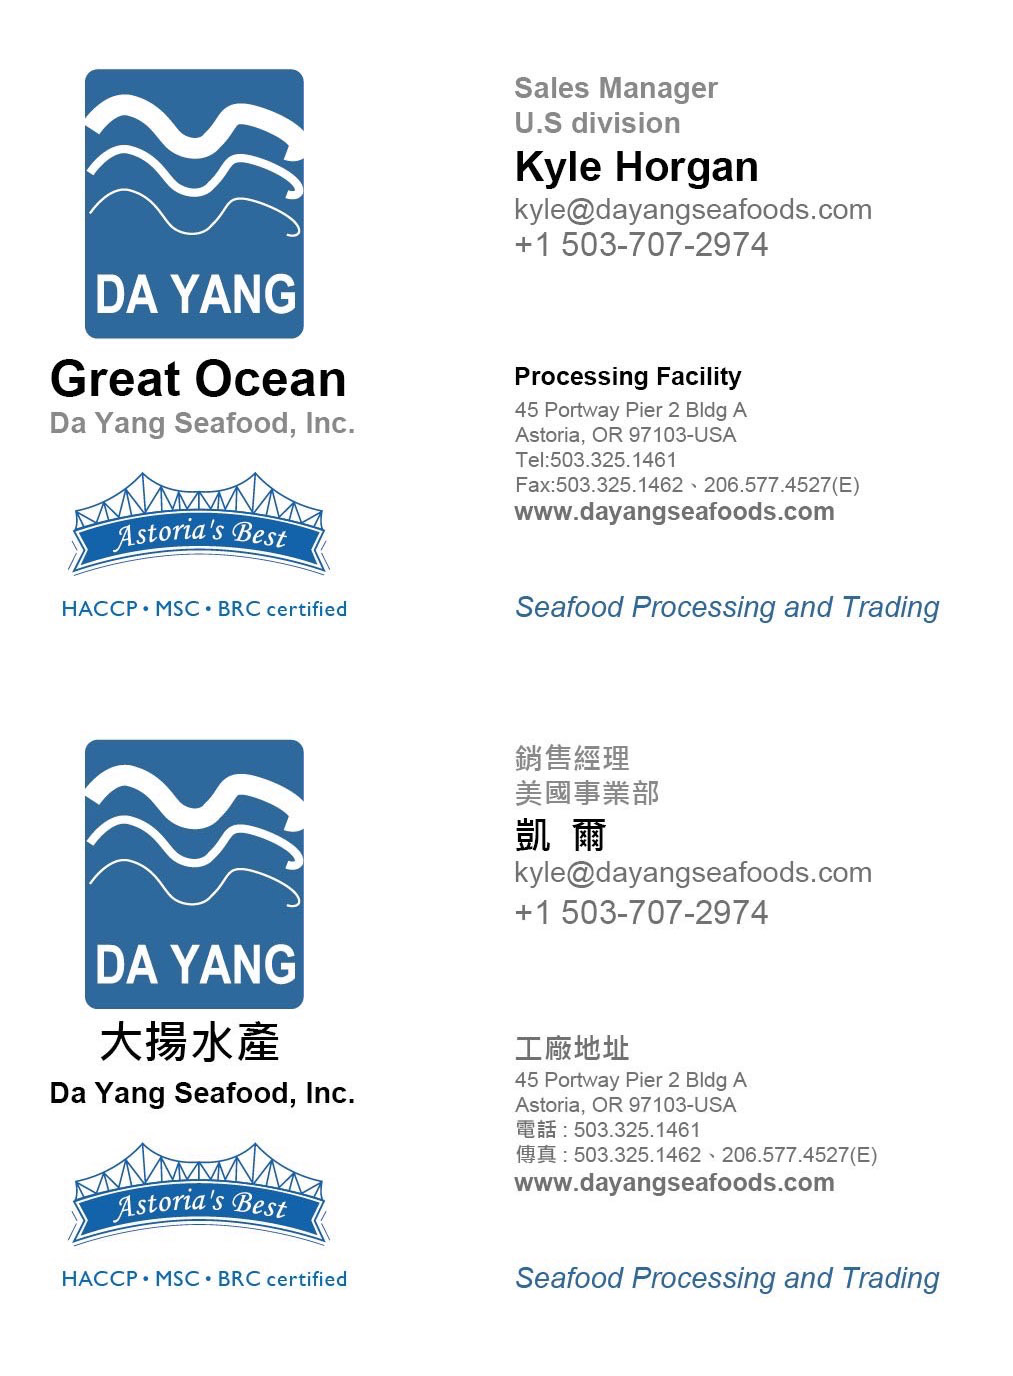 DA YANG
Great Ocean
Da Yang Seafood, Inc.
Astoria's Best
HACCP • MSC • BRC certified
Sales Manager
U.S division
Kyle Horgan
kyle@dayangseafoods.com
+1 503-707-2974
Processing Facility
45 Portway Pier 2 Bldg A
Astoria, OR 97103-USA
Tel:503.325.1461
Fax:503.325.1462、206.577.4527(E)
www.dayangseafoods.com
Seafood Processing and Trading
DA YANG
大揚水產
Da Yang Seafood, Inc.
Astoria's Best
HACCP • MSC • BRC certified
銷售經理
美國事業部
凱 爾
kyle@dayangseafoods.com
+1 503-707-2974
工廠地址
45 Portway Pier 2 Bldg A
Astoria, OR 97103-USA
電話 : 503.325.1461
傳真 : 503.325.1462、206.577.4527(E)
www.dayangseafoods.com
Seafood Processing and Trading